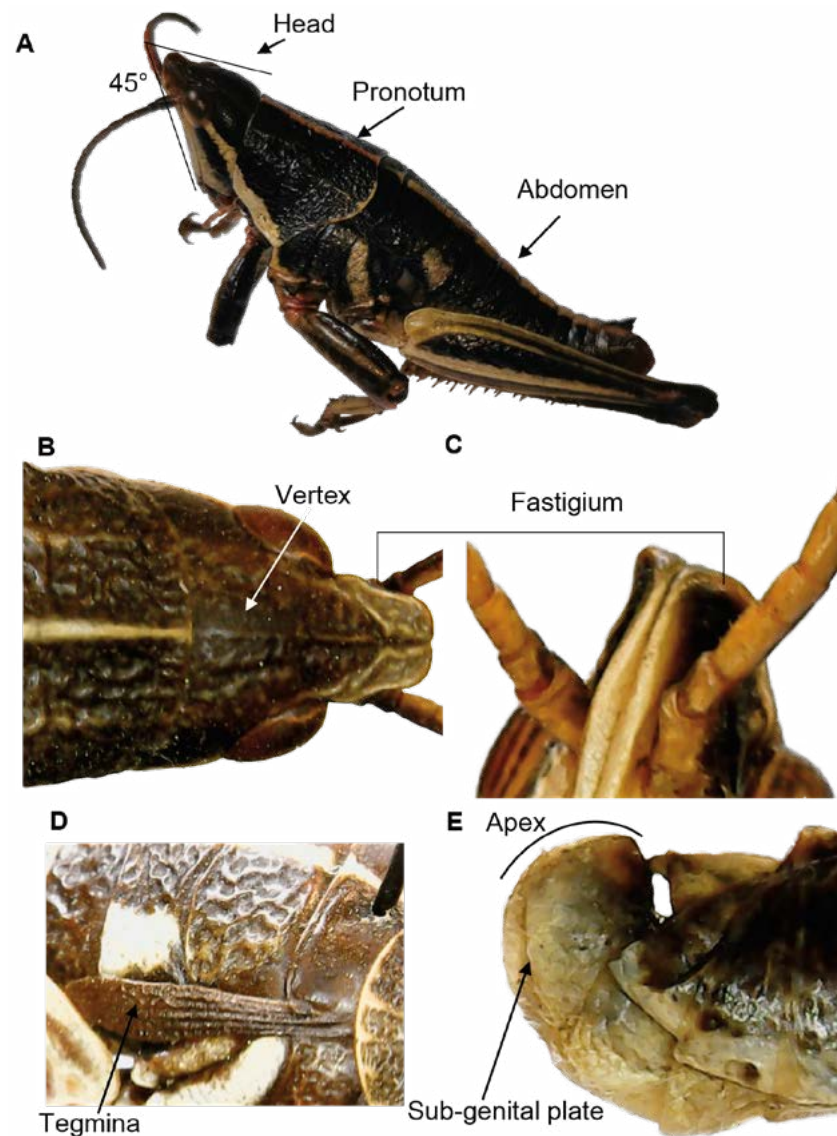 A
Head
45°
Pronotum
Abdomen
B
Vertex
C
Fastigium
D
Tegmina
E
Apex
Sub-genital plate